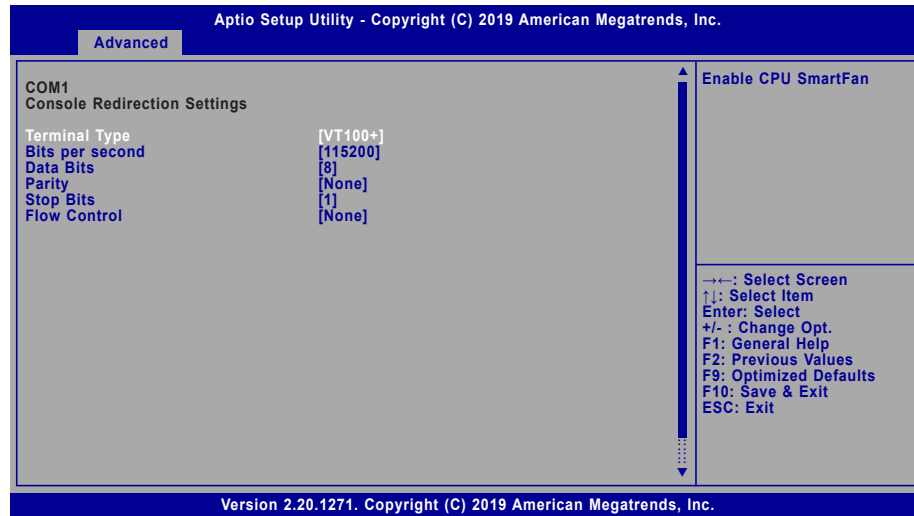 Aptio Setup Utility - Copyright (C) 2019 American Megatrends, Inc.
Advanced
COM1
Console Redirection Settings
Terminal Type [VT100+]
Bits per second [115200]
Data Bits [8]
Parity [None]
Stop Bits [1]
Flow Control [None]
Enable CPU SmartFan
→←: Select Screen
↑↓: Select Item
Enter: Select
+/- : Change Opt.
F1: General Help
F2: Previous Values
F9: Optimized Defaults
F10: Save & Exit
ESC: Exit
Version 2.20.1271. Copyright (C) 2019 American Megatrends, Inc.